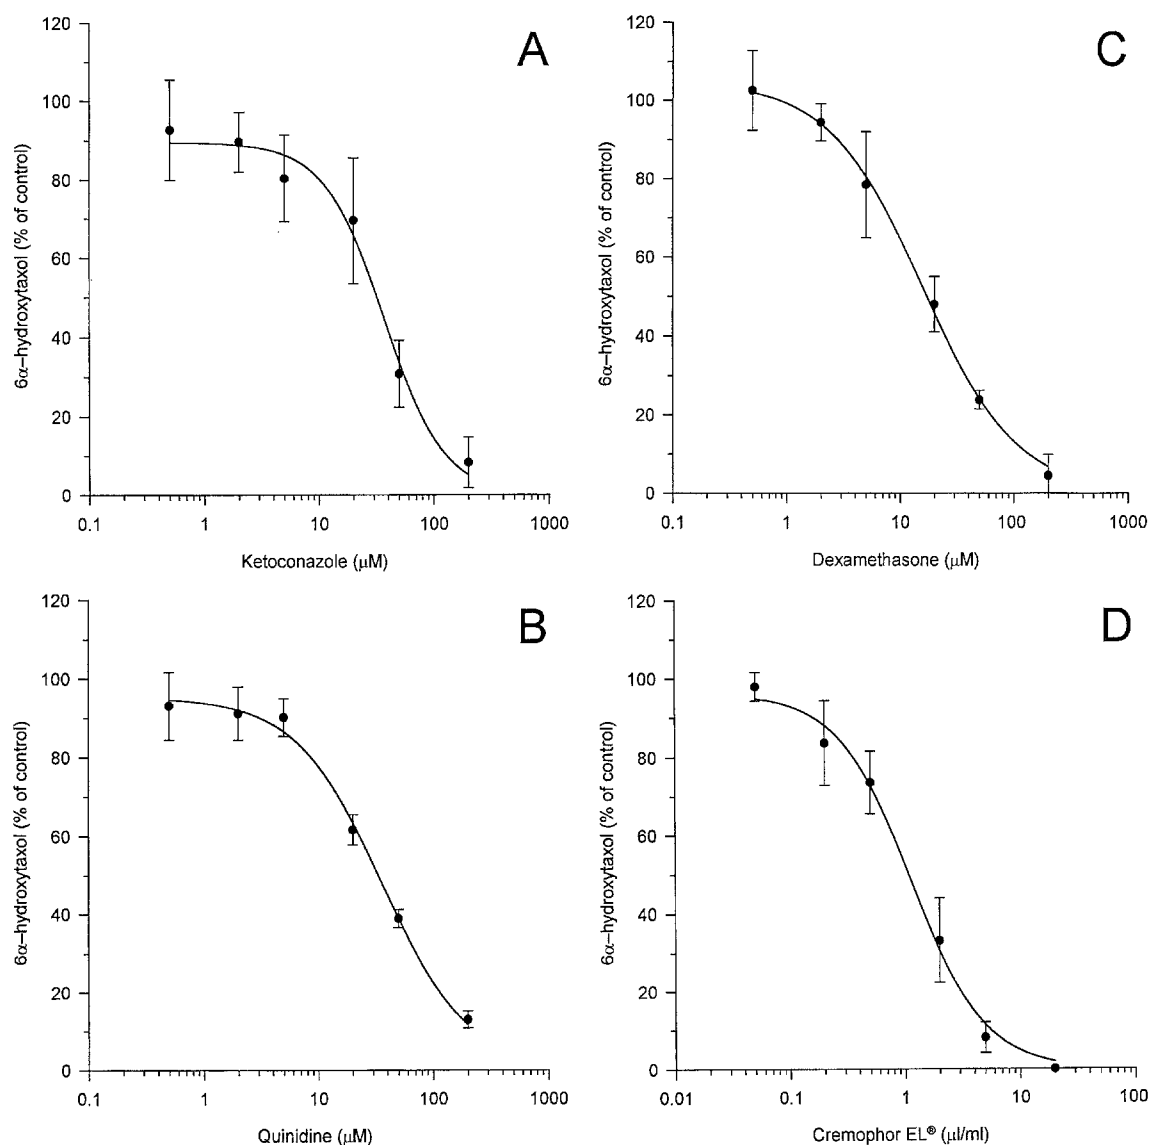 A
120
100
80
60
40
20
0
6α–hydroxytaxol (% of control)
0.1 1 10 100 1000
Ketoconazole (μM)
C
120
100
80
60
40
20
0
6α–hydroxytaxol (% of control)
0.1 1 10 100 1000
Dexamethasone (μM)
B
120
100
80
60
40
20
0
6α–hydroxytaxol (% of control)
0.1 1 10 100 1000
Quinidine (μM)
D
120
100
80
60
40
20
0
6α–hydroxytaxol (% of control)
0.01 0.1 1 10 100
Cremophor EL® (μl/ml)